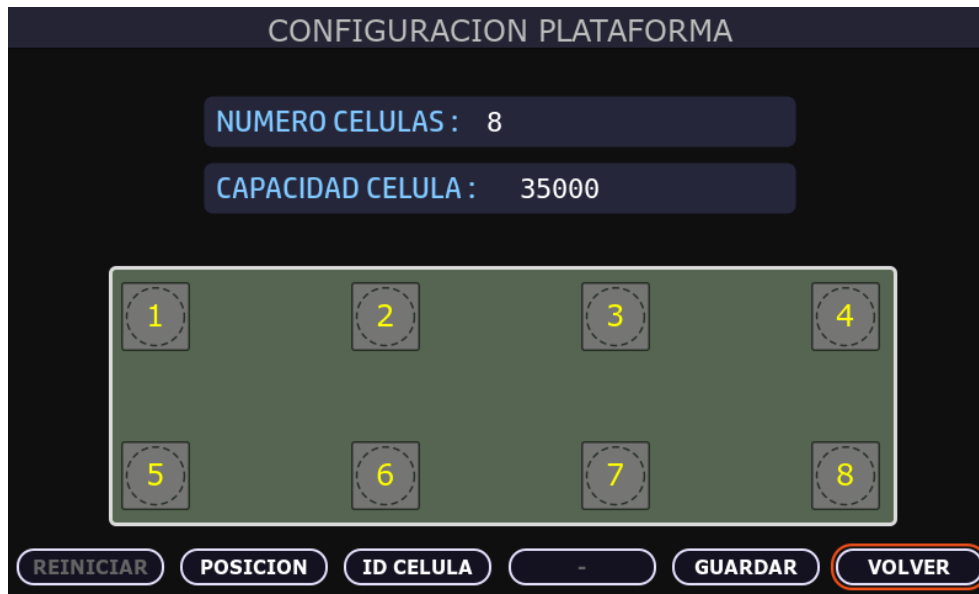 CONFIGURACION PLATAFORMA
NUMERO CELULAS : 8
CAPACIDAD CELULA : 35000
1 2 3 4
5 6 7 8
REINICIAR POSICION ID CELULA - GUARDAR VOLVER